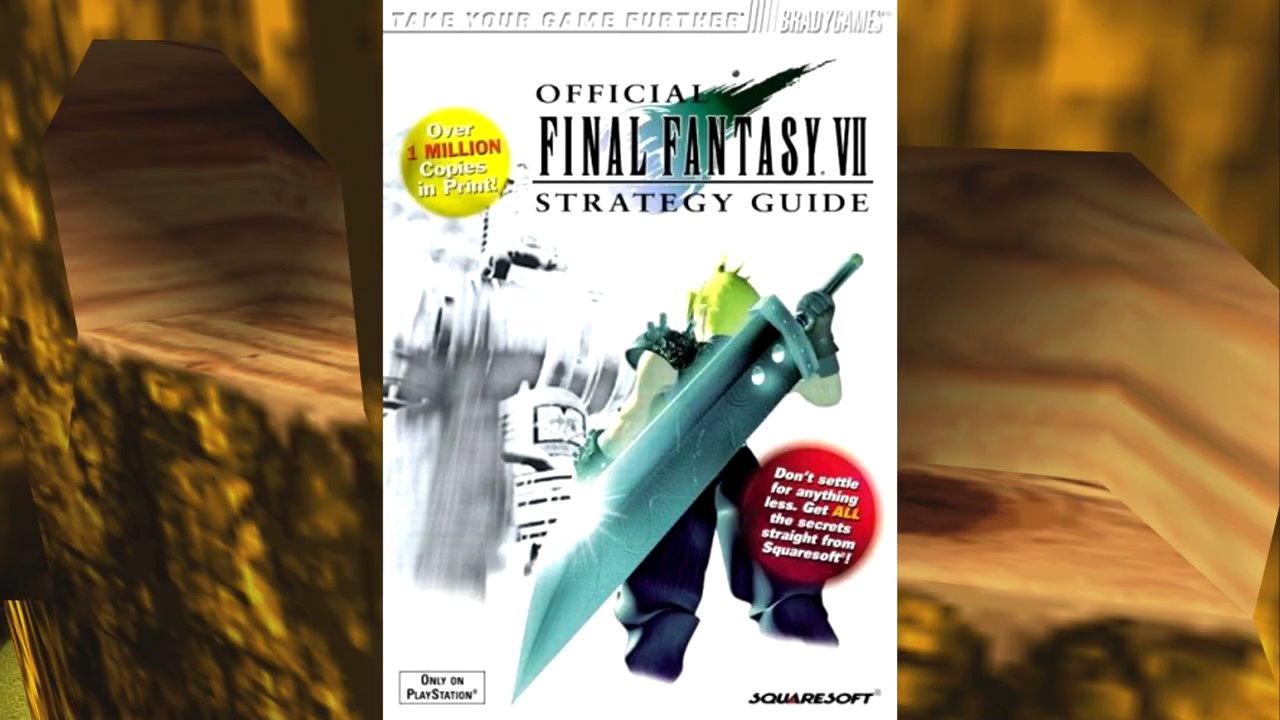 TAKE YOUR GAME FURTHER™ BRADYGAMES®
OFFICIAL
FINAL FANTASY. VII
STRATEGY GUIDE
Over
1 MILLION
Copies
in Print!
Don't settle
for anything
less. Get ALL
the secrets
straight from
Squaresoft®!
ONLY ON
PLAYSTATION®
SQUARESOFT®